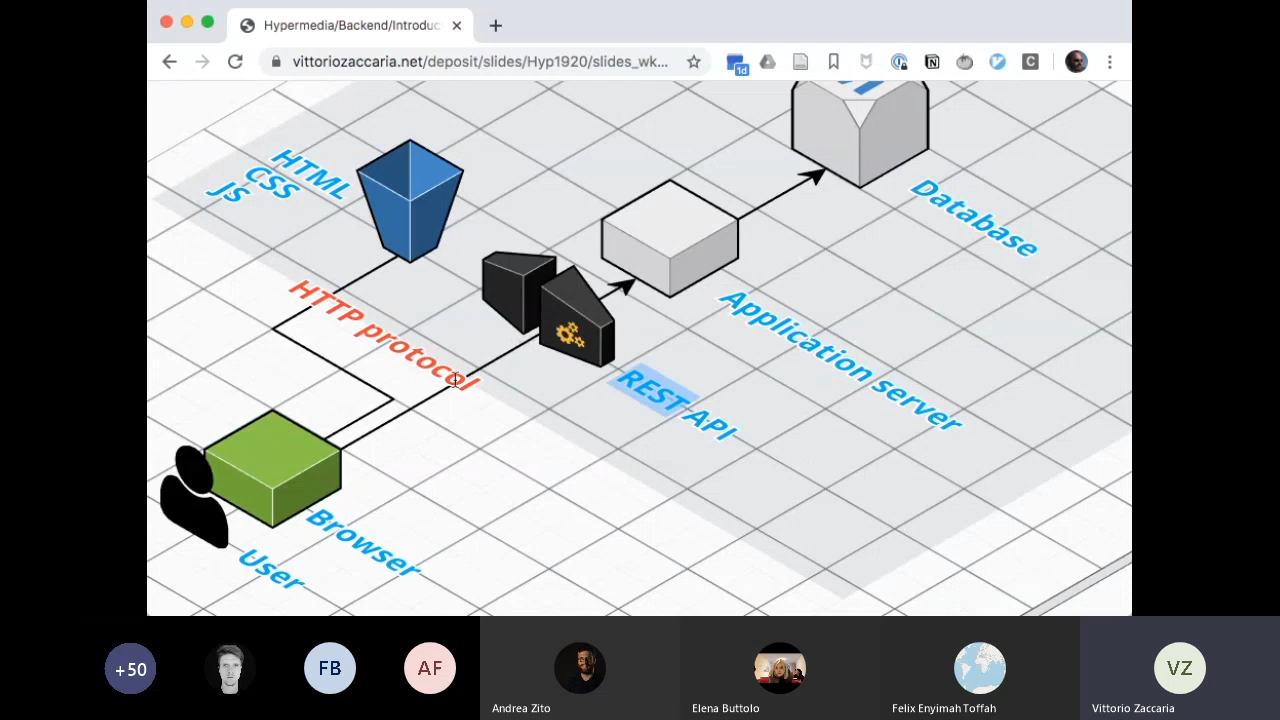 Hypermedia/Backend/Introduc
vittoriozaccaria.net/deposit/slides/Hyp1920/slides_wk...
1d
C
HTML
CSS
JS
HTTP protocol
Database
Application server
REST API
Browser
User
+50
FB
AF
VZ
Andrea Zito
Elena Buttolo
Felix Enyimah Toffah
Vittorio Zaccaria